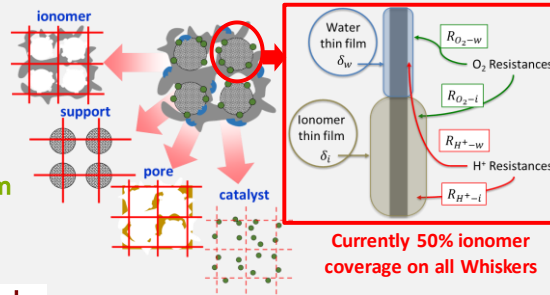 ionomer
support
pore
catalyst
Water
thin film
δw
Ionomer
thin film
δi
RO2−w
O2 Resistances
RO2−i
RH+−w
H+ Resistances
RH+−i
Currently 50% ionomer
coverage on all Whiskers